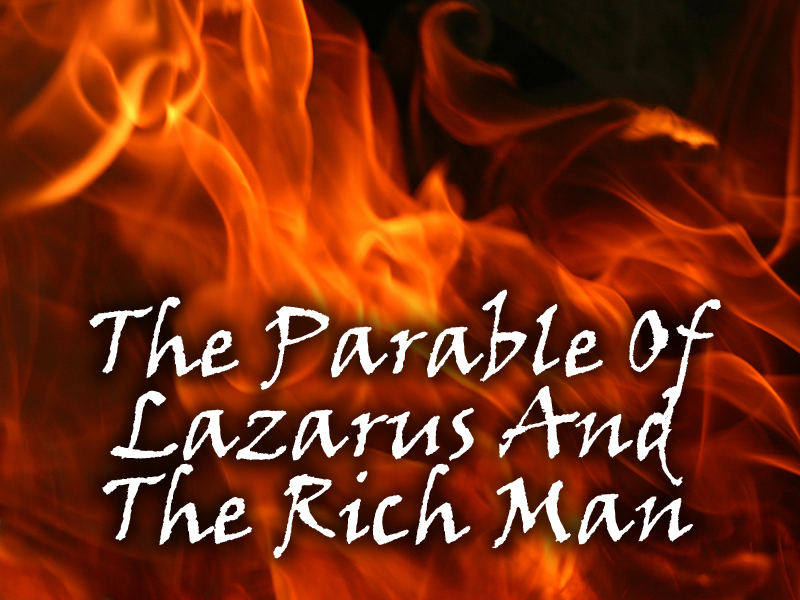 The Parable Of
Lazarus And
The Rich Man